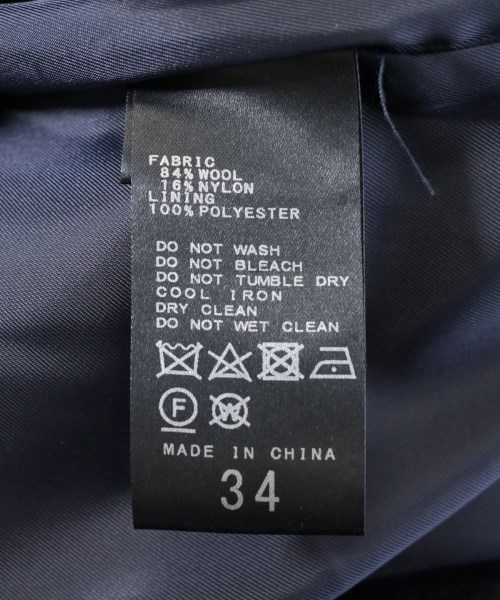 FABRIC
84% WOOL
16% NYLON
LINING
100% POLYESTER
DO NOT WASH
DO NOT BLEACH
DO NOT TUMBLE DRY
COOL IRON
DRY CLEAN
DO NOT WET CLEAN
F W
MADE IN CHINA
34